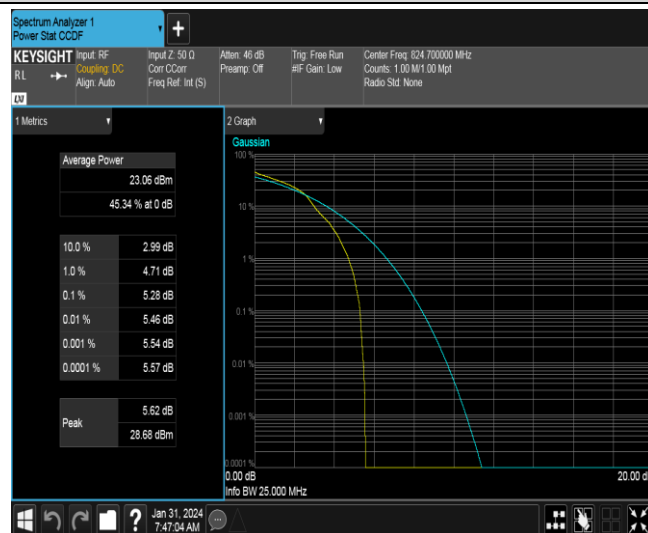 Spectrum Analyzer 1
Power Stat CCDF
+
KEYSIGHT
RL
Input: RF
Coupling: DC
Align: Auto
Input Z: 50 Ω
Corr CCorr
Freq Ref: Int (S)
Atten: 46 dB
Preamp: Off
Trig: Free Run
#IF Gain: Low
Center Freq: 824.700000 MHz
Counts: 1.00 M/1.00 Mpt
Radio Std: None
1 Metrics
Average Power
23.06 dBm
45.34 % at 0 dB
10.0 % 2.99 dB
1.0 % 4.71 dB
0.1 % 5.28 dB
0.01 % 5.46 dB
0.001 % 5.54 dB
0.0001 % 5.57 dB
Peak
5.62 dB
28.68 dBm
2 Graph
Gaussian
100 %
10 %
1 %
0.1 %
0.01 %
0.001 %
0.0001 %
0.00 dB
20.00 d
Info BW 25.000 MHz
?
Jan 31, 2024
7:47:04 AM